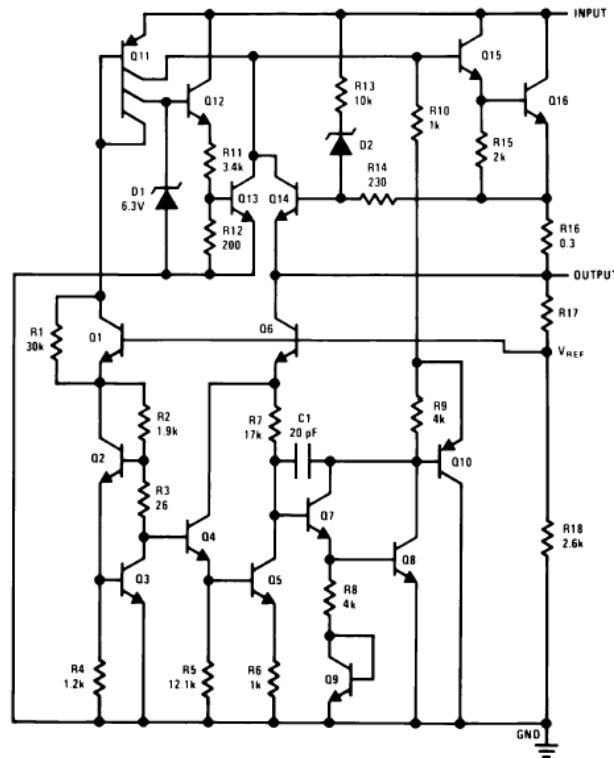 INPUT
Q11
Q12
R13
10k
R10
1k
Q15
Q16
D2
R15
2k
R11
3.4k
R14
230
D1
6.3V
Q13
Q14
R12
200
R16
0.3
OUTPUT
R1
30k
Q1
Q6
R17
VREF
R2
1.9k
R7
17k
C1
20 pF
R9
4k
Q2
Q10
R3
26
Q4
Q7
R18
2.6k
Q3
Q5
Q8
R8
4k
R4
1.2k
R5
12.1k
R6
1k
Q9
GND